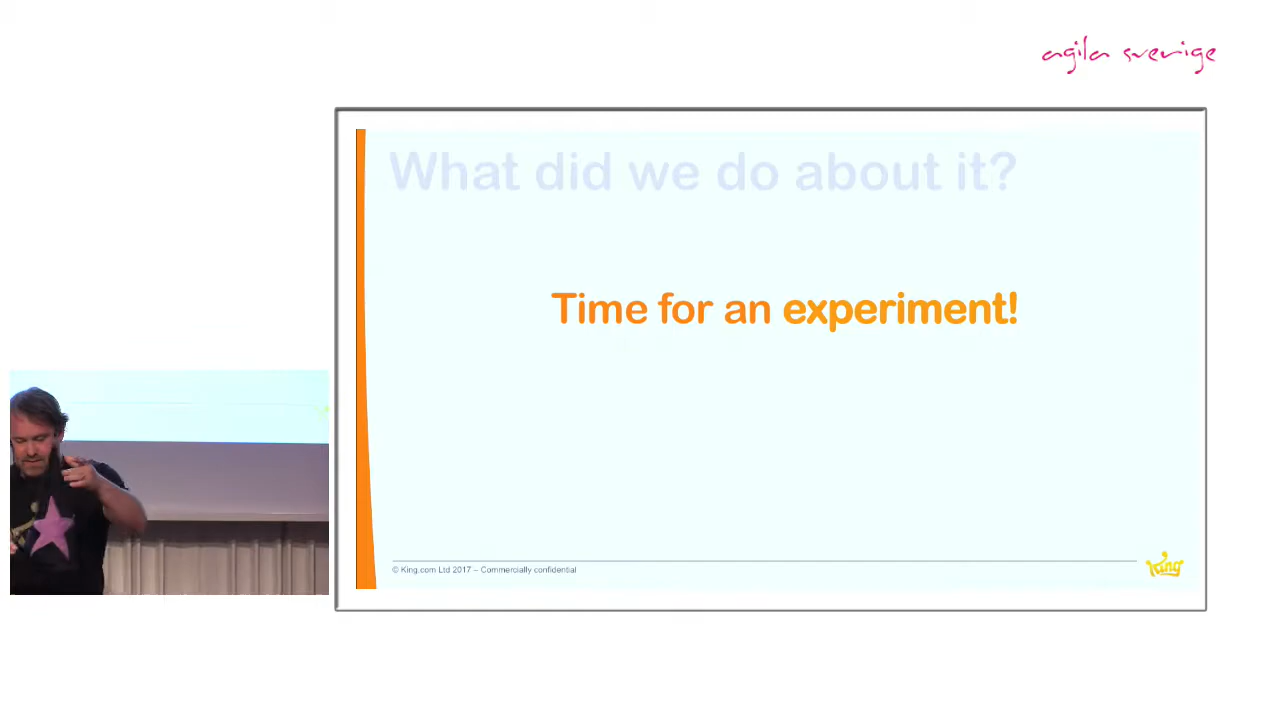 agila sverige
What did we do about it?
Time for an experiment!
© King.com Ltd 2017 – Commercially confidential
King